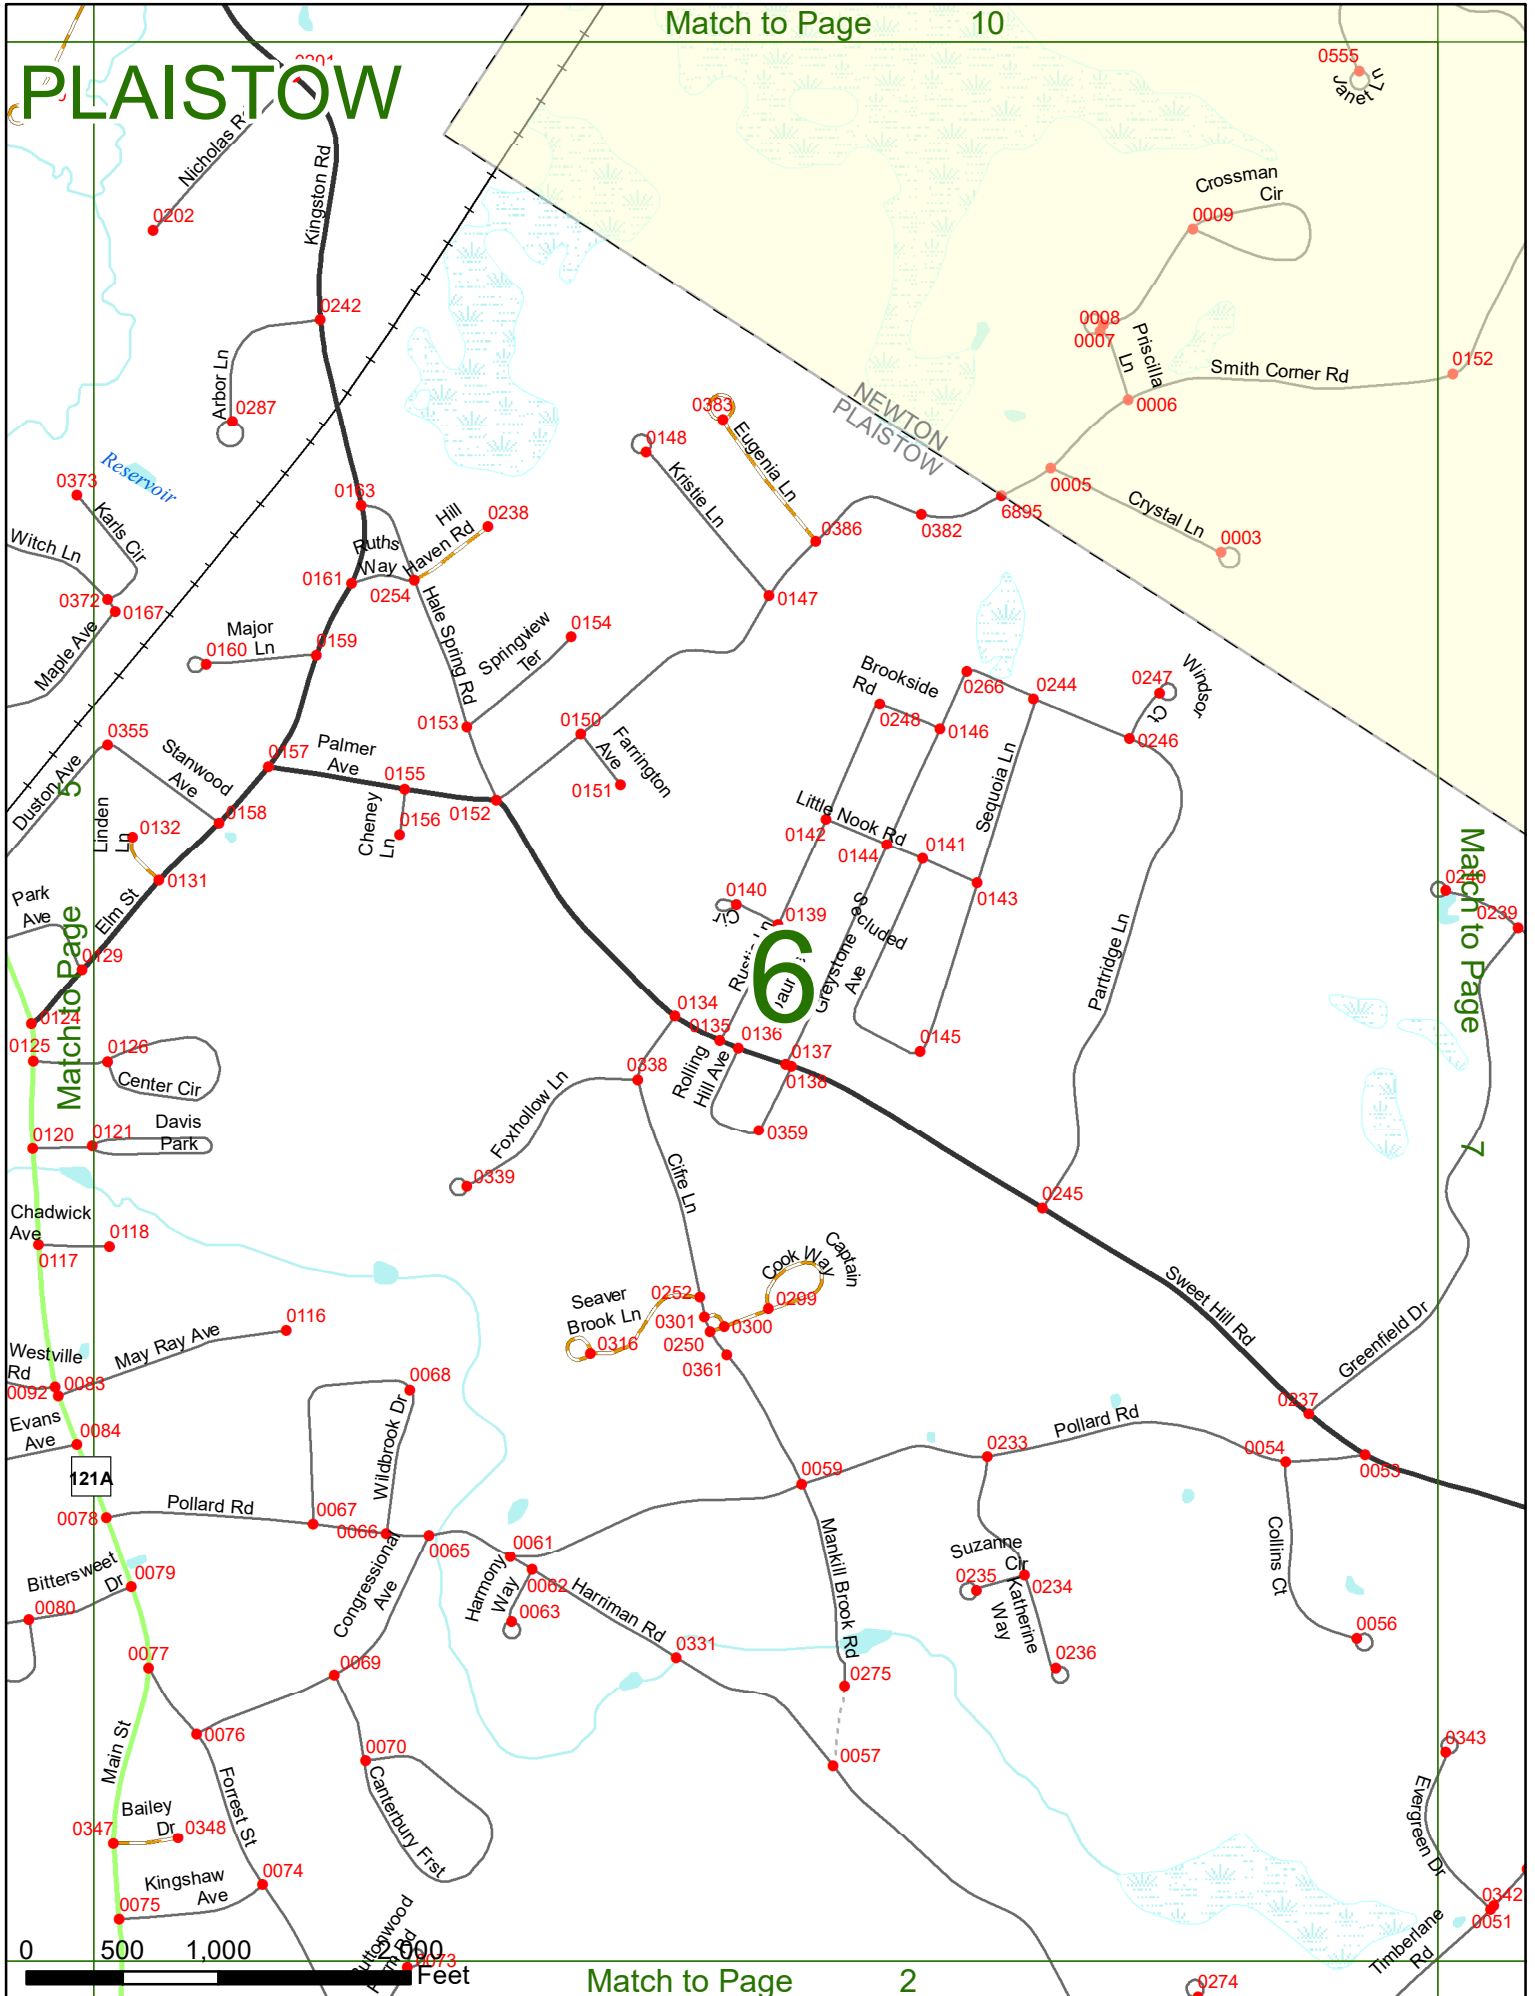 Match to Page 10
PLAISTOW
0201
0555
Janet Ln
Nicholas R
0202
Kingston Rd
Crossman
Cir
0009
0242
0008
0007
Priscilla
Ln
Smith Corner Rd
0152
0006
Arbor Ln
0287
0383
Eugenia Ln
NEWTON
PLAISTOW
0148
Kristie Ln
Reservoir
0373
Karls Cir
0163
Hill
Haven Rd
0238
0005
6895
Crystal Ln
0003
0382
0386
Witch Ln
Ruths
Way
0161
0254
0372
0167
0147
Maple Ave
Major
Ln
0160
0159
Hale Spring Rd
Springview
Ter
0154
Brookside
Rd
0266
0244
0247
Windsor
Ct
0248
0146
0246
0153
0150
Farrington
Ave
0151
0355
Stanwood
Ave
0157
Palmer
Ave
0155
0152
Duston Ave
5
Linden
Ln
0132
0158
Cheney
Ln
0156
Little Nook Rd
0142
0144
0141
0143
Sequoia Ln
0131
Park
Ave
Elm St
0129
0140
Cir
0139
Secluded
Ave
Greystone
6
Partridge Ln
0240
0239
Match to Page
7
Match to Page
0124
0125
0126
Center Cir
0134
0135
0136
0137
0138
0145
0338
Rolling
Hill Ave
0359
Foxhollow Ln
0339
0120
0121
Davis
Park
Cifre Ln
0245
Chadwick
Ave
0117
0118
Captain
Cook Way
0299
Seaver
Brook Ln
0252
0301
0300
0250
0316
0361
Sweet Hill Rd
Greenfield Dr
0116
May Ray Ave
Westville
Rd
0092
0083
Evans
Ave
0084
121A
0068
Wildbrook Dr
0237
Pollard Rd
0233
0054
0053
0059
Pollard Rd
0078
0067
0066
0065
0061
0062
Harmony
Way
0063
Harriman Rd
Mankill Brook Rd
Suzanne
Cir
0235
0234
Katherine
Way
0236
Collins Ct
0056
Bittersweet
Dr
0079
0080
Congressional
Ave
0331
0275
0077
0069
0076
0070
0057
Main St
Forrest St
Canterbury Frst
Bailey
Dr
0347
0348
Kingshaw
Ave
0074
0075
0343
Evergreen Dr
0342
0051
Timberlane
Rd
0073
0274
0 500 1,000 2,000
Feet
Match to Page 2